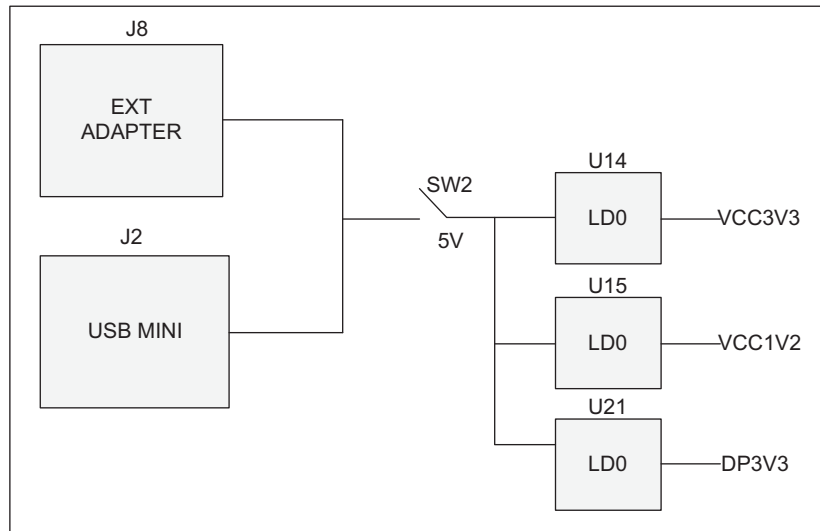 J8
EXT
ADAPTER
J2
USB MINI
SW2
5V
U14
LD0
VCC3V3
U15
LD0
VCC1V2
U21
LD0
DP3V3